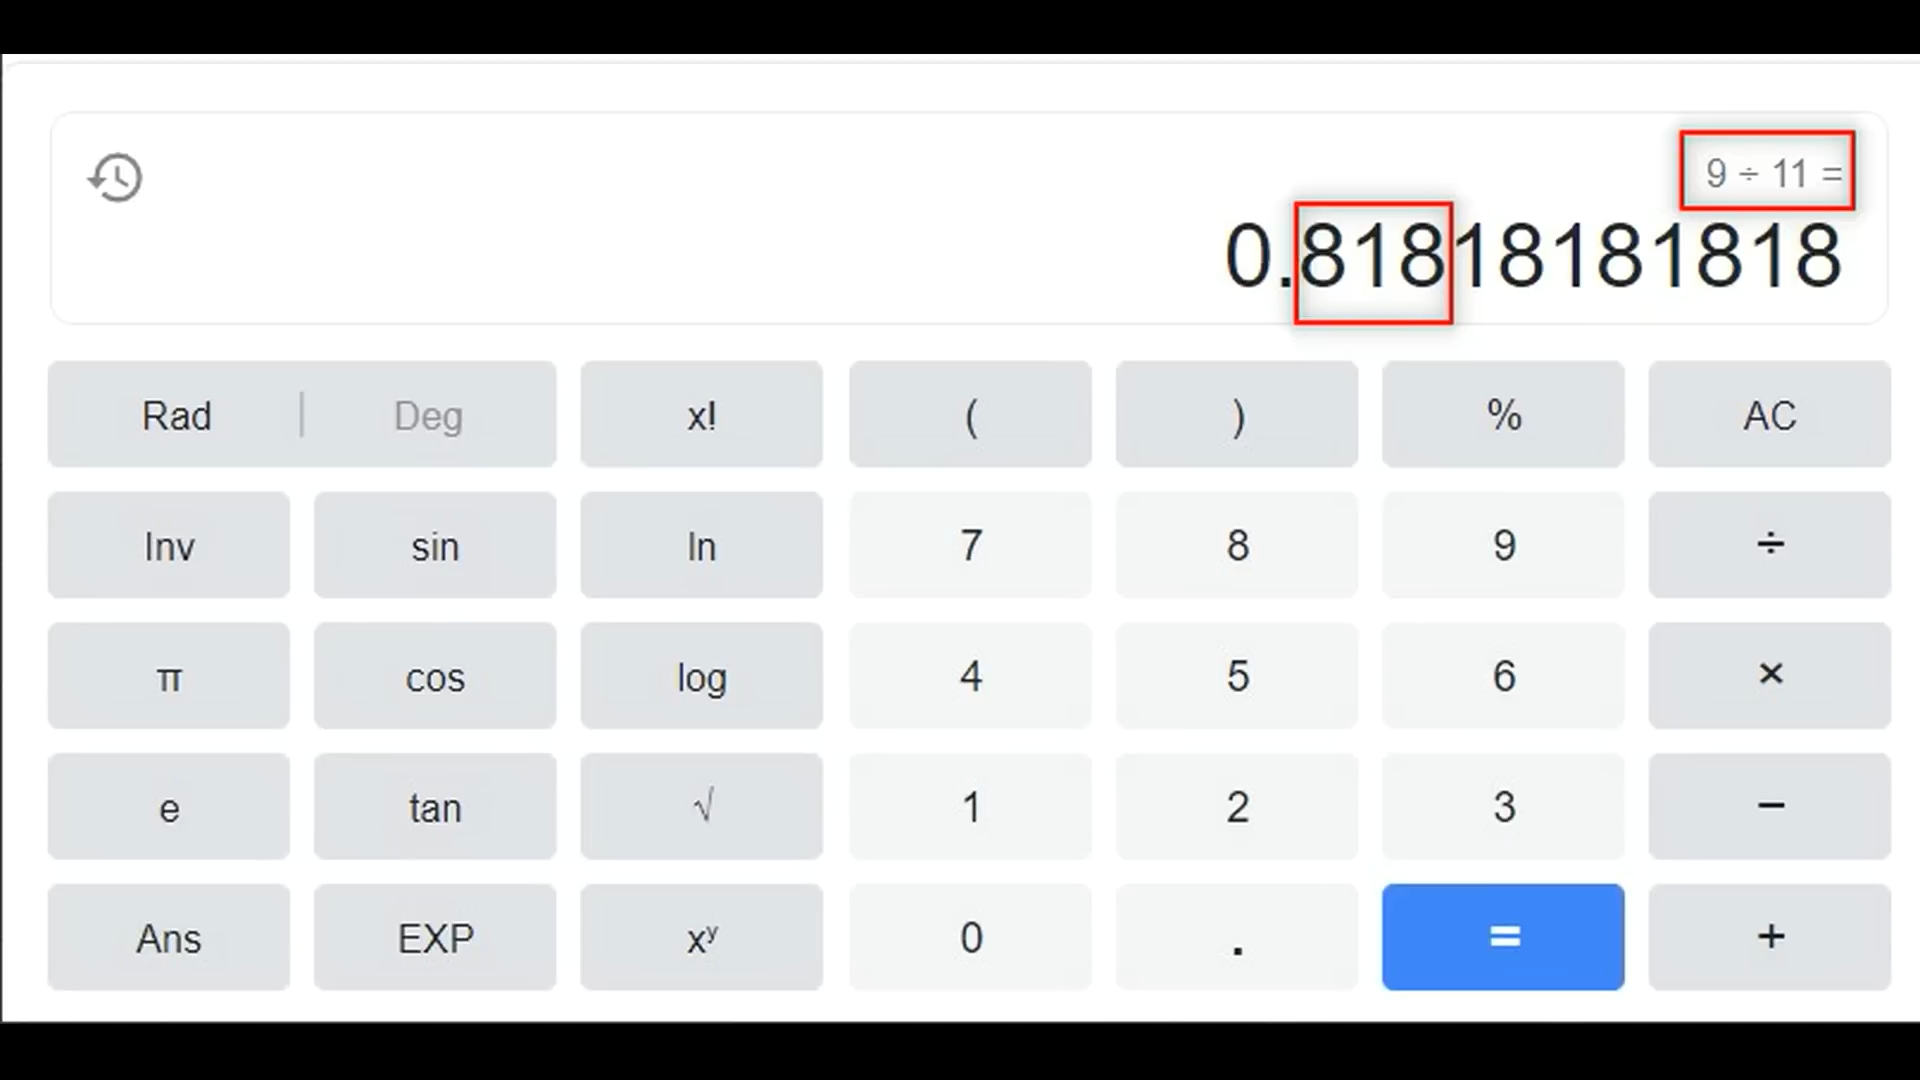 9 ÷ 11 =
0.81818181818
Rad | Deg x! ( ) % AC
Inv sin ln 7 8 9 ÷
π cos log 4 5 6 ×
e tan √ 1 2 3 −
Ans EXP xʸ 0 . = +